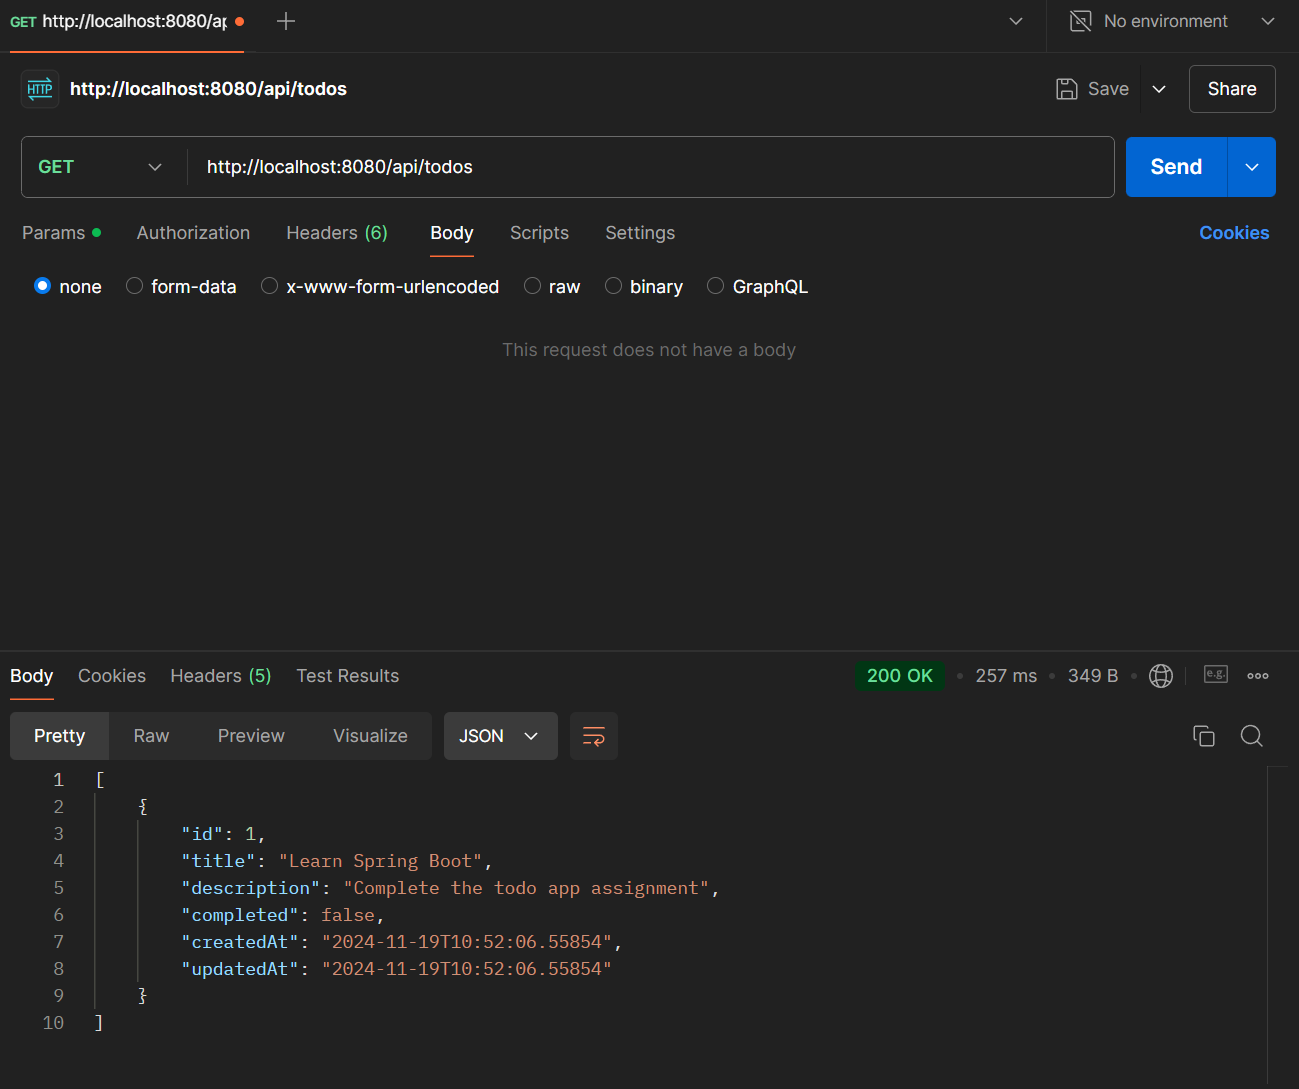 GET http://localhost:8080/ap
No environment
HTTP http://localhost:8080/api/todos
Save
Share
GET http://localhost:8080/api/todos
Send
Params Authorization Headers (6) Body Scripts Settings Cookies
none form-data x-www-form-urlencoded raw binary GraphQL
This request does not have a body
Body Cookies Headers (5) Test Results 200 OK 257 ms 349 B e.g.
Pretty Raw Preview Visualize JSON
1 [
2 {
3 "id": 1,
4 "title": "Learn Spring Boot",
5 "description": "Complete the todo app assignment",
6 "completed": false,
7 "createdAt": "2024-11-19T10:52:06.55854",
8 "updatedAt": "2024-11-19T10:52:06.55854"
9 }
10 ]